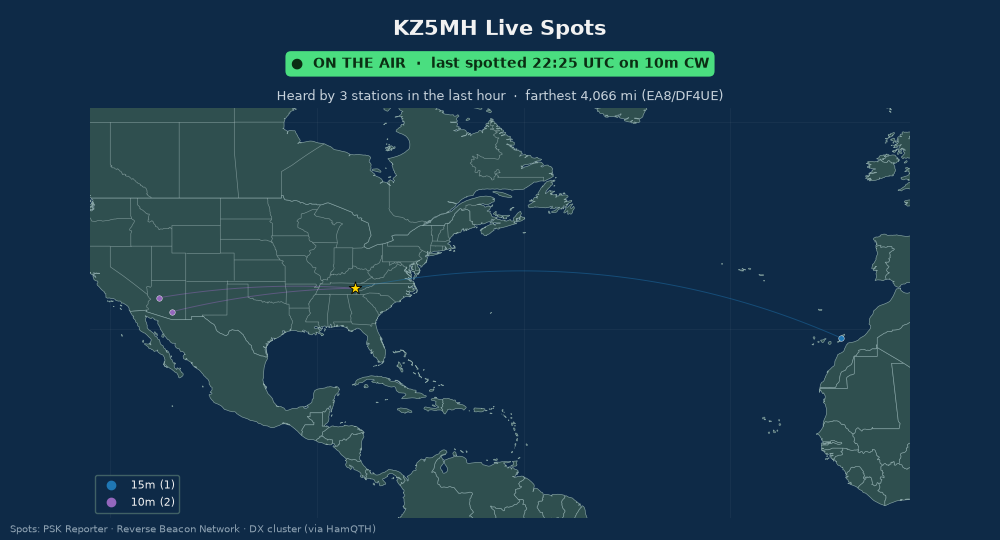 KZ5MH Live Spots
● ON THE AIR · last spotted 22:25 UTC on 10m CW
Heard by 3 stations in the last hour · farthest 4,066 mi (EA8/DF4UE)
15m (1)
10m (2)
Spots: PSK Reporter · Reverse Beacon Network · DX cluster (via HamQTH)